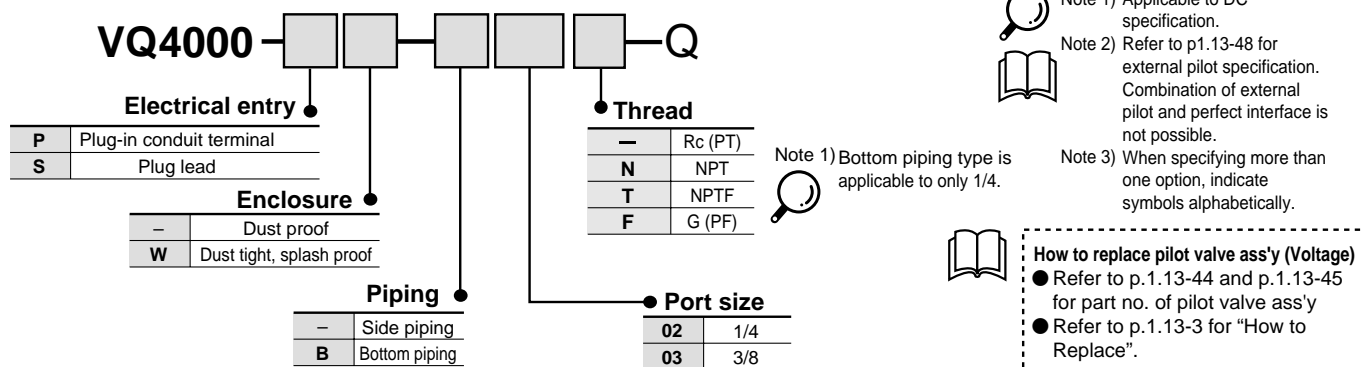 VQ4000 – – – Q
Electrical entry
P Plug-in conduit terminal
S Plug lead
Enclosure
– Dust proof
W Dust tight, splash proof
Piping
– Side piping
B Bottom piping
Port size
02 1/4
03 3/8
Thread
– Rc (PT)
N NPT
T NPTF
F G (PF)
Note 1) Bottom piping type is
applicable to only 1/4.
Note 1) Applicable to DC
specification.
Note 2) Refer to p1.13-48 for
external pilot specification.
Combination of external
pilot and perfect interface is
not possible.
Note 3) When specifying more than
one option, indicate
symbols alphabetically.
How to replace pilot valve ass'y (Voltage)
● Refer to p.1.13-44 and p.1.13-45
for part no. of pilot valve ass'y
● Refer to p.1.13-3 for “How to
Replace”.